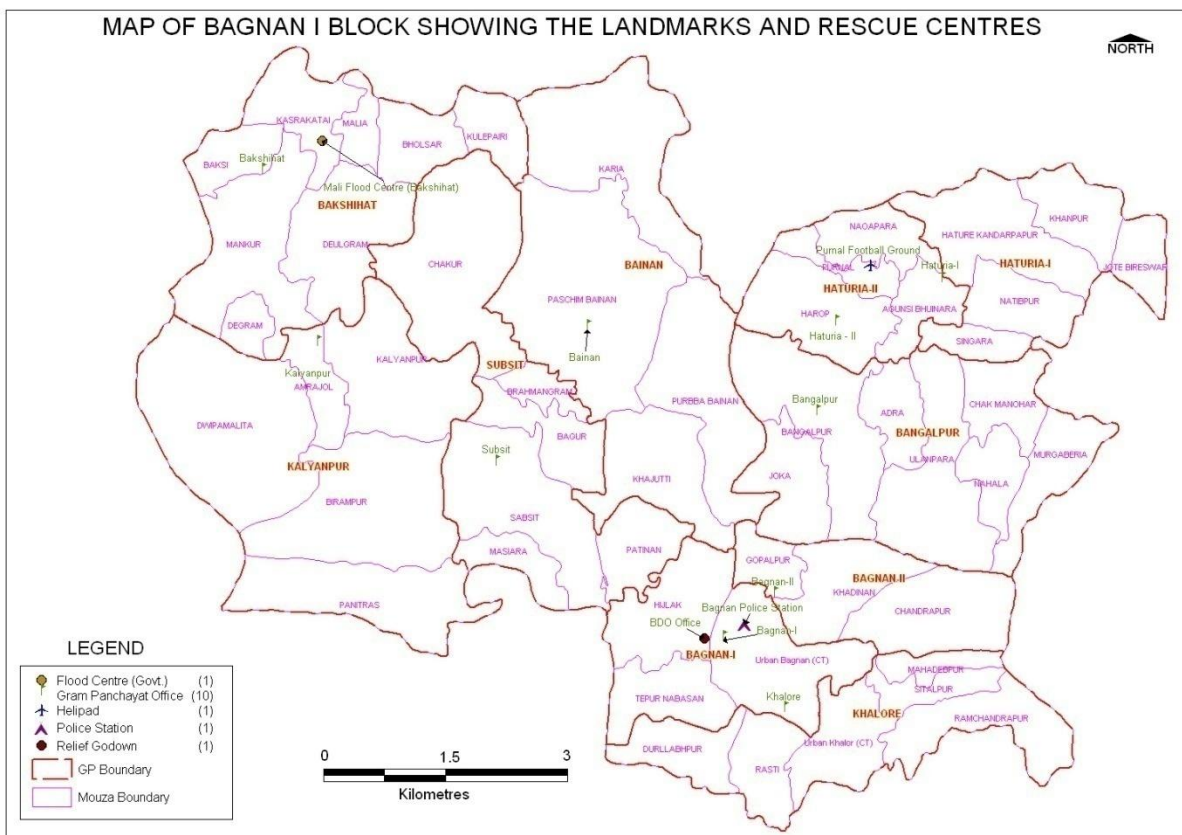 MAP OF BAGNAN I BLOCK SHOWING THE LANDMARKS AND RESCUE CENTRES
NORTH
KASRAKATAI
MALIA
BHOLSAR
KULEPAIRI
BAKSI
Bakshihat
Mali Flood Centre (Bakshihat)
BAKSHIHAT
MANKUR
DEULGRAM
CHAKUR
DEGRAM
KARIA
BAINAN
PASCHIM BAINAN
Bainan
PURBBA BAINAN
KHAJUTTI
NAGAPARA
Purnal Football Ground
PURNAL
HATURIA-II
HAROP
Haturia - II
AGUNSI BHUINARA
Haturia-I
HATURE KANDARPAPUR
KHANPUR
HATURIA-I
JOTE BIRESWAR
NATIBPUR
SINGARA
Kalyanpur
AMRAJOL
KALYANPUR
DWIPAMALITA
KALYANPUR
BIRAMPUR
PANITRAS
SUBSIT
BRAHMANGRAM
BAGUR
Subsit
SABSIT
MASIARA
Bangalpur
BANGALPUR
JOKA
ADRA
BANGALPUR
ULANPARA
CHAK MANOHAR
MURGABERIA
NAHALA
PATINAN
GOPALPUR
Bagnan-II
BAGNAN-II
KHADINAN
CHANDRAPUR
HIJLAK
BDO Office
Bagnan Police Station
Bagnan-I
BAGNAN-I
Urban Bagnan (CT)
TEPUR NABASAN
Khalore
KHALORE
MAHADEBPUR
SITALPUR
RAMCHANDRAPUR
DURLLABHPUR
RASTI
Urban Khalor (CT)
LEGEND
Flood Centre (Govt.) (1)
Gram Panchayat Office (10)
Helipad (1)
Police Station (1)
Relief Godown (1)
GP Boundary
Mouza Boundary
0 1.5 3
Kilometres